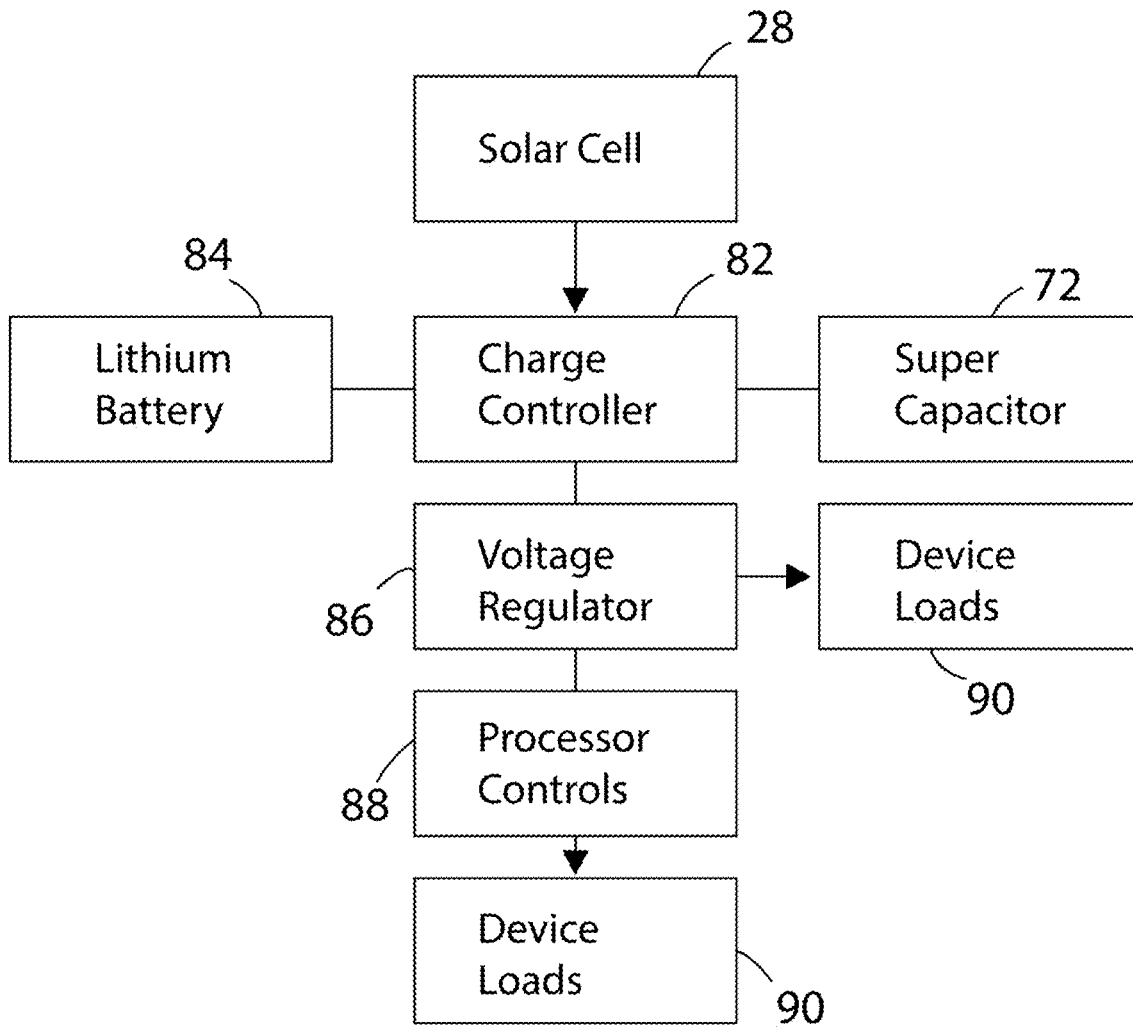 28
Solar Cell
84
82
72
Lithium
Battery
Charge
Controller
Super
Capacitor
Voltage
Regulator
Device
Loads
86
90
Processor
Controls
88
Device
Loads
90